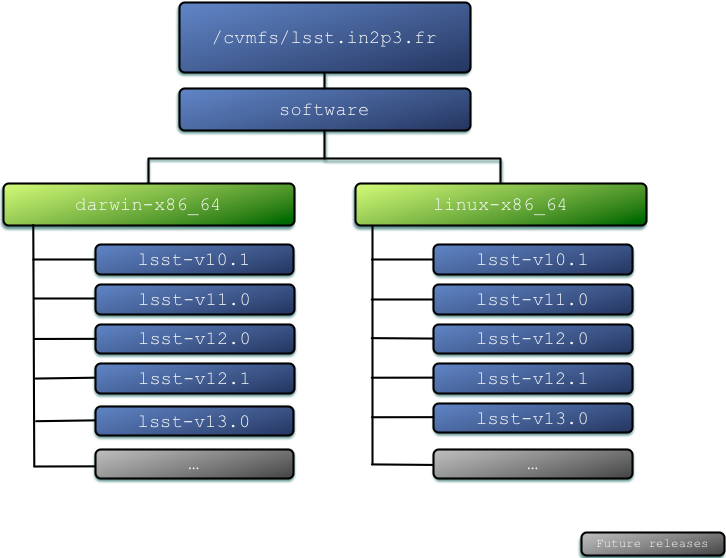 /cvmfs/lsst.in2p3.fr
software
darwin-x86_64
lsst-v10.1
lsst-v11.0
lsst-v12.0
lsst-v12.1
lsst-v13.0
…
linux-x86_64
lsst-v10.1
lsst-v11.0
lsst-v12.0
lsst-v12.1
lsst-v13.0
…
Future releases